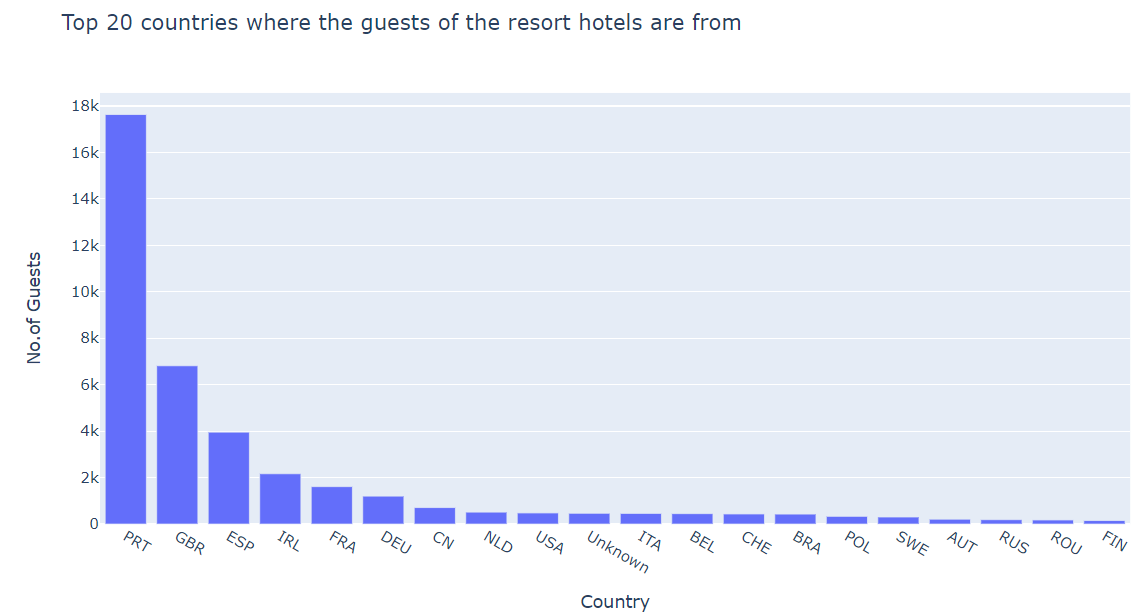 Top 20 countries where the guests of the resort hotels are from
18k
16k
14k
12k
10k
8k
6k
4k
2k
0
No.of Guests
PRT
GBR
ESP
IRL
FRA
DEU
CN
NLD
USA
Unknown
ITA
BEL
CHE
BRA
POL
SWE
AUT
RUS
ROU
FIN
Country